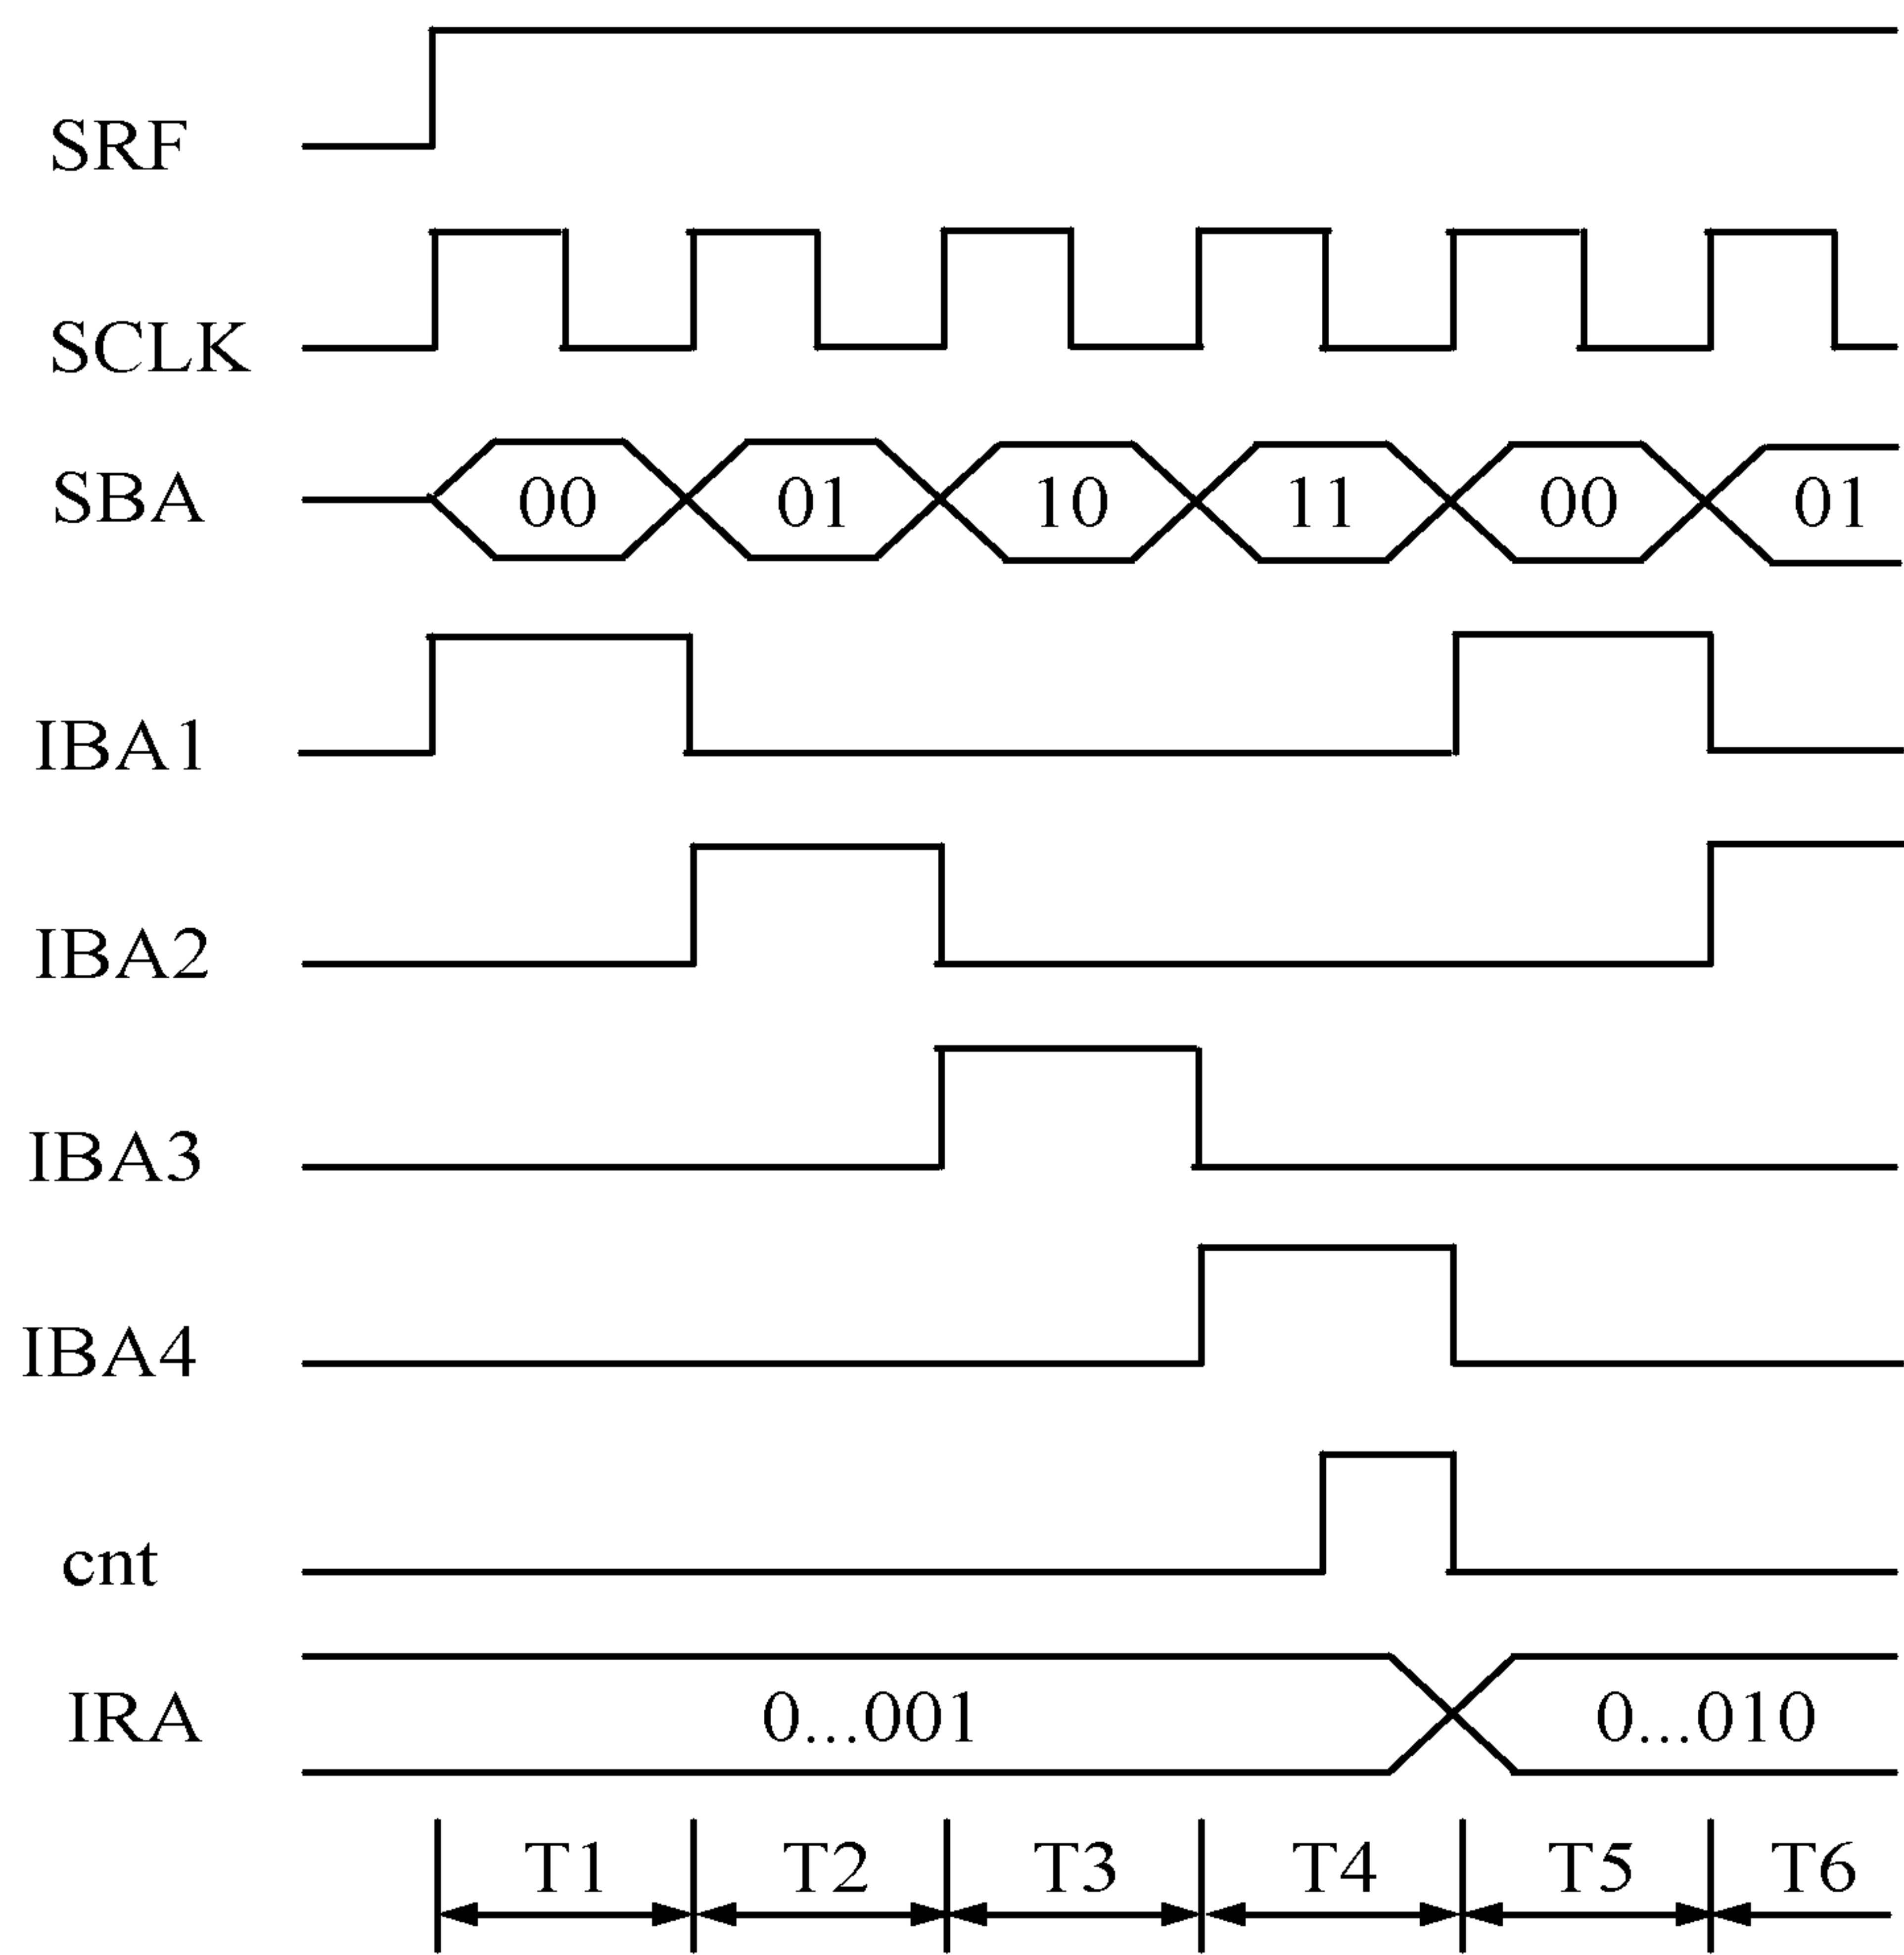 SRF
SCLK
SBA 00 01 10 11 00 01
IBA1
IBA2
IBA3
IBA4
cnt
IRA 0...001 0...010
T1 T2 T3 T4 T5 T6